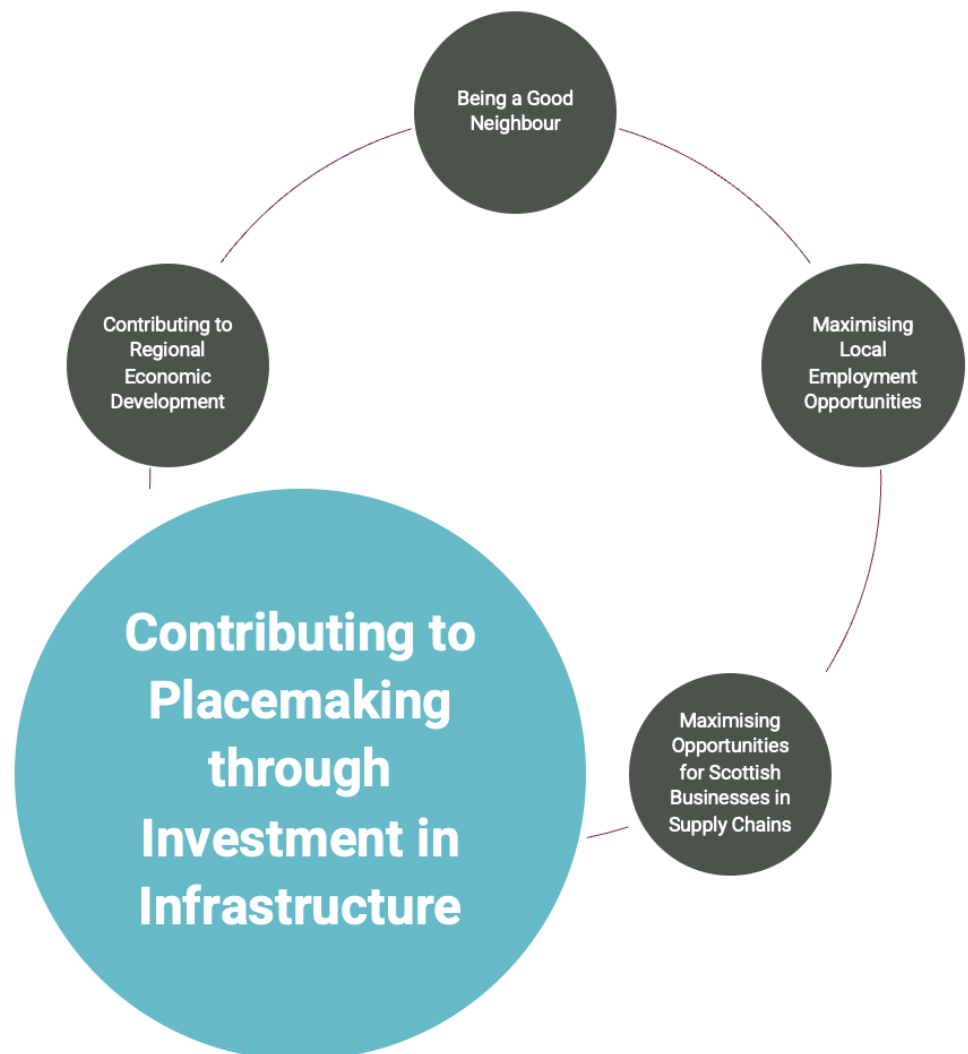 Being a Good
Neighbour
Contributing to
Regional
Economic
Development
Maximising
Local
Employment
Opportunities
Contributing to
Placemaking
through
Investment in
Infrastructure
Maximising
Opportunities
for Scottish
Businesses in
Supply Chains